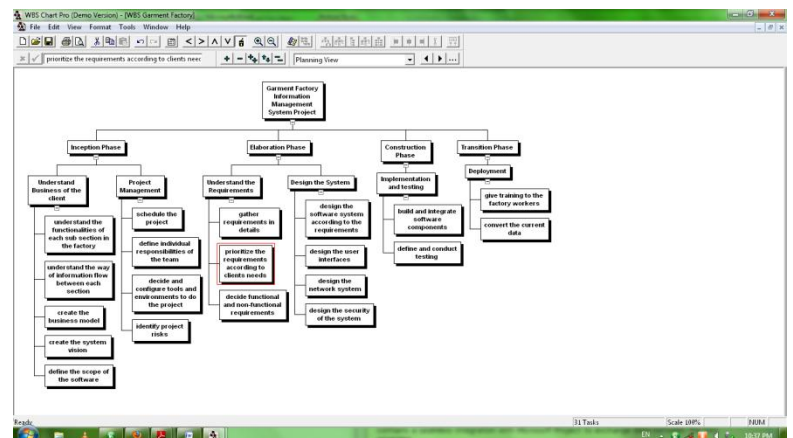 WBS Chart Pro (Demo Version) - [WBS Garment Factory]
File Edit View Format Tools Window Help
prioritize the requirements according to clients neer
Planning View
Garment Factory
Information
Management
System Project
Inception Phase
Elaboration Phase
Construction
Phase
Transition Phase
Understand
Business of the
client
Project
Management
Understand the
Requirements
Design the System
Implementation
and testing
Deployment
understand the
functionalities of
each sub section in
the factory
understand the way
of information flow
between each
section
create the
business model
create the system
vision
define the scope of
the software
schedule the
project
define individual
responsibilities of
the team
decide and
configure tools and
environments to do
the project
identify project
risks
gather
requirements in
details
prioritize the
requirements
according to
clients needs
decide functional
and non-functional
requirements
design the
software system
according to the
requirements
design the user
interfaces
design the
network system
design the security
of the system
build and integrate
software
components
define and conduct
testing
give training to the
factory workers
convert the current
data
Ready
31 Tasks
Scale 100%
NUM
EN
10:32 PM